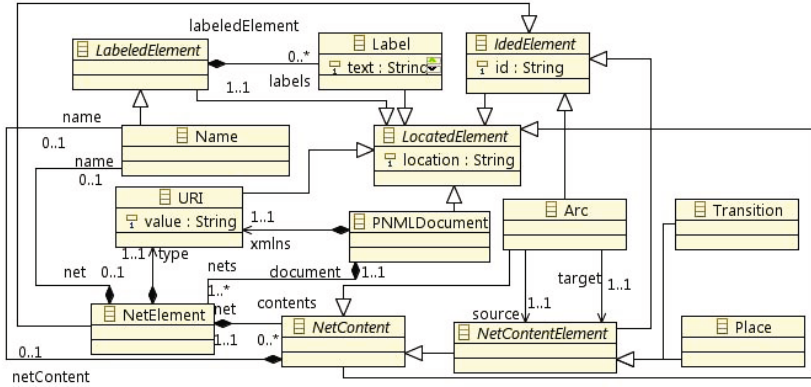 labeledElement
LabeledElement
0..*
Label
text : String
IdedElement
id : String
1..1
labels
name
0..1
Name
LocatedElement
location : String
name
0..1
URI
value : String
1..1
xmlns
PNMLDocument
Arc
Transition
1..1
type
net
0..1
nets
1..*
document
1..1
target
1..1
NetElement
net
1..1
contents
0..*
NetContent
source
1..1
NetContentElement
Place
0..1
netContent